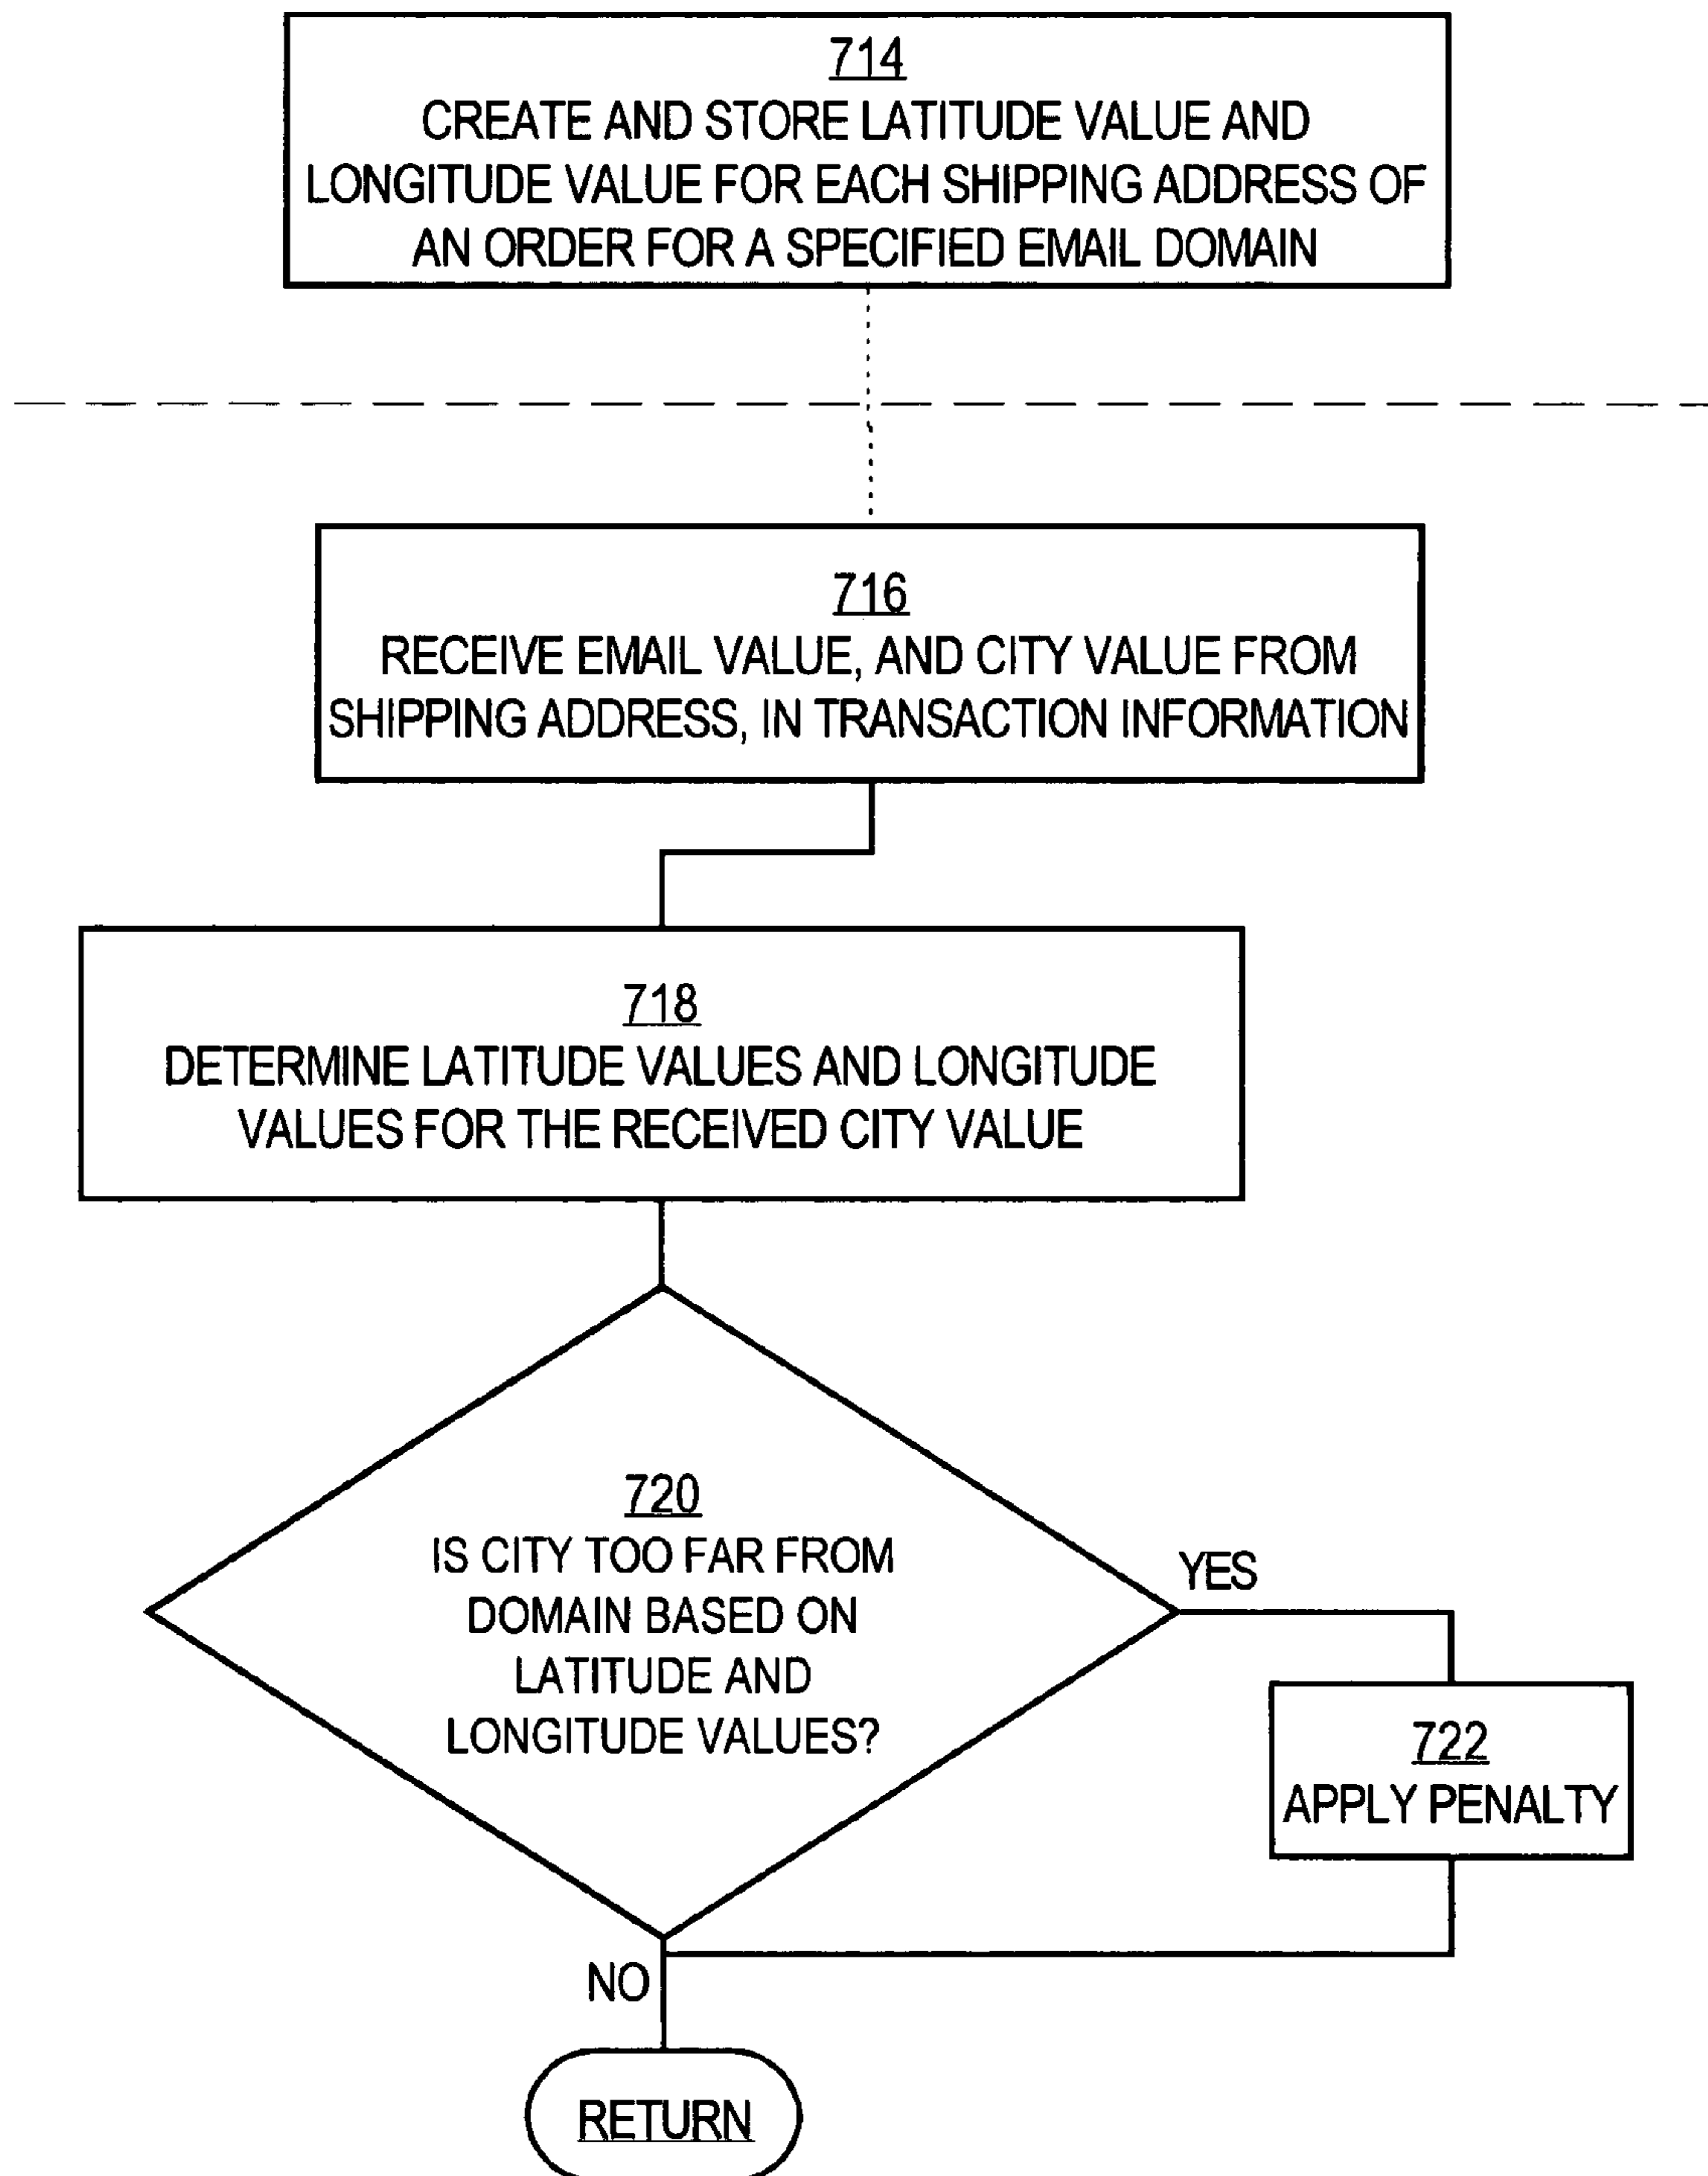 714
CREATE AND STORE LATITUDE VALUE AND
LONGITUDE VALUE FOR EACH SHIPPING ADDRESS OF
AN ORDER FOR A SPECIFIED EMAIL DOMAIN
716
RECEIVE EMAIL VALUE, AND CITY VALUE FROM
SHIPPING ADDRESS, IN TRANSACTION INFORMATION
718
DETERMINE LATITUDE VALUES AND LONGITUDE
VALUES FOR THE RECEIVED CITY VALUE
720
IS CITY TOO FAR FROM
DOMAIN BASED ON
LATITUDE AND
LONGITUDE VALUES?
YES
722
APPLY PENALTY
NO
RETURN